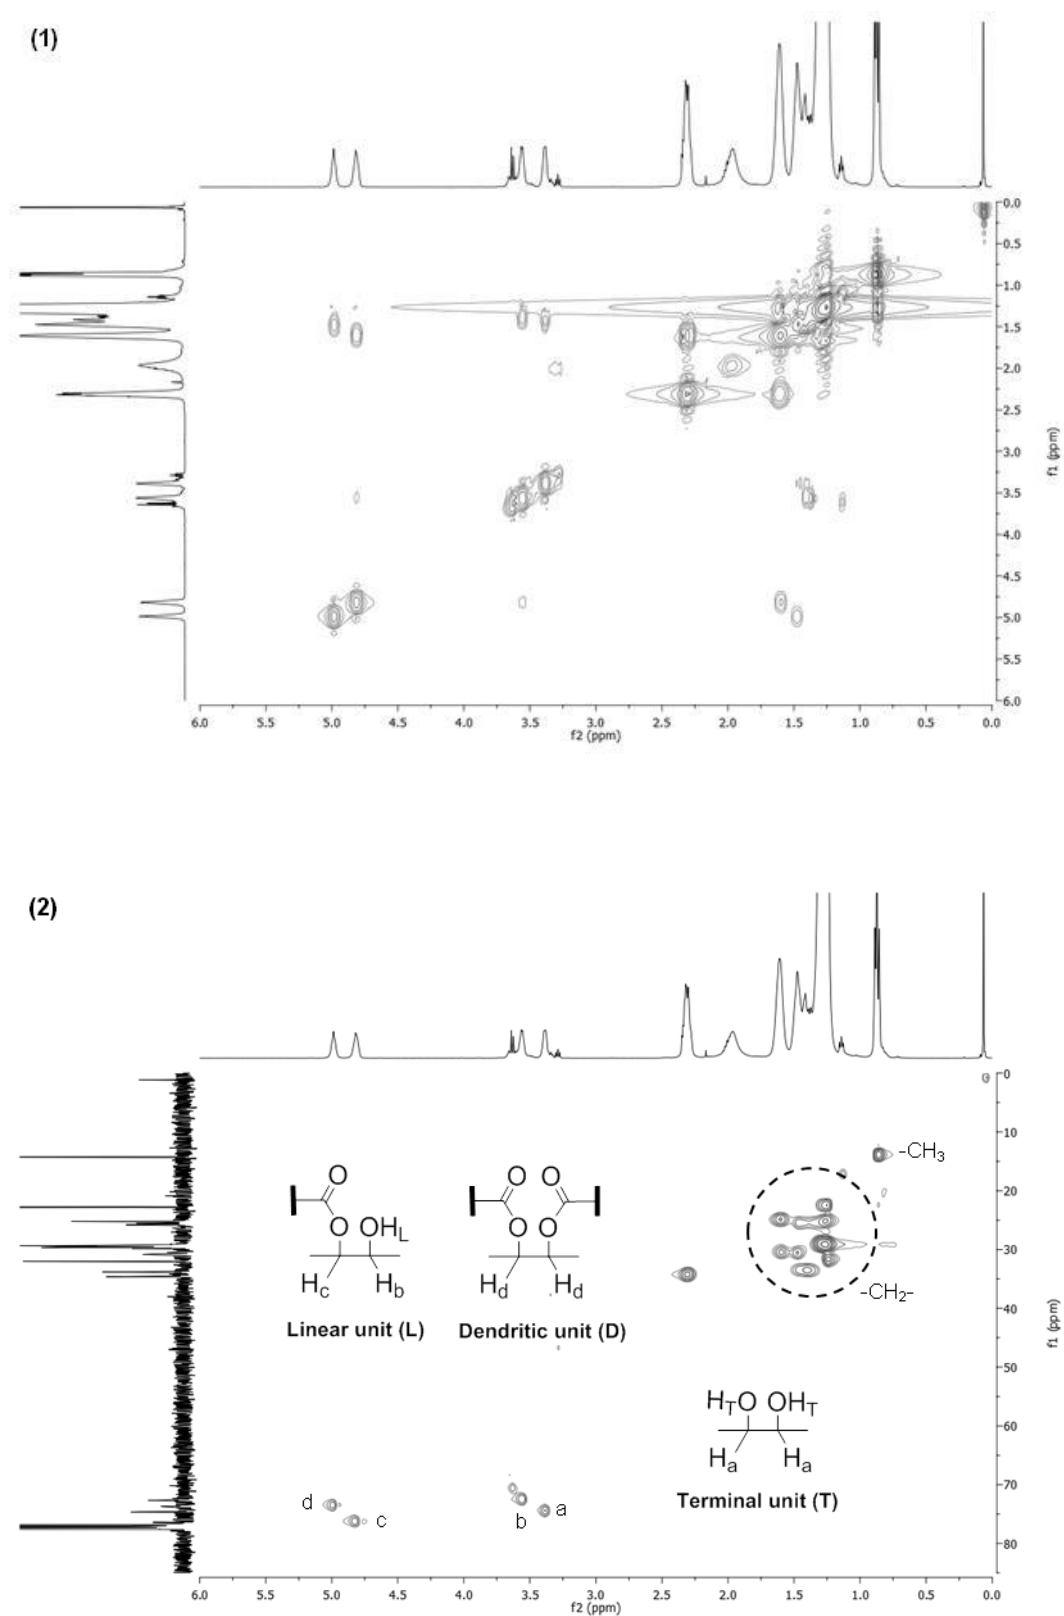 (1)
0.0
0.5
1.0
1.5
2.0
2.5
3.0
3.5
4.0
4.5
5.0
5.5
6.0
f1 (ppm)
6.0 5.5 5.0 4.5 4.0 3.5 3.0 2.5 2.0 1.5 1.0 0.5 0.0
f2 (ppm)
(2)
0
10
20
30
40
50
60
70
80
f1 (ppm)
-CH3
-CH2-
O
O OHL
Hc Hb
Linear unit (L)
O O
O O
Hd Hd
Dendritic unit (D)
HTO OHT
Ha Ha
Terminal unit (T)
d
c
b
a
6.0 5.5 5.0 4.5 4.0 3.5 3.0 2.5 2.0 1.5 1.0 0.5 0.0
f2 (ppm)